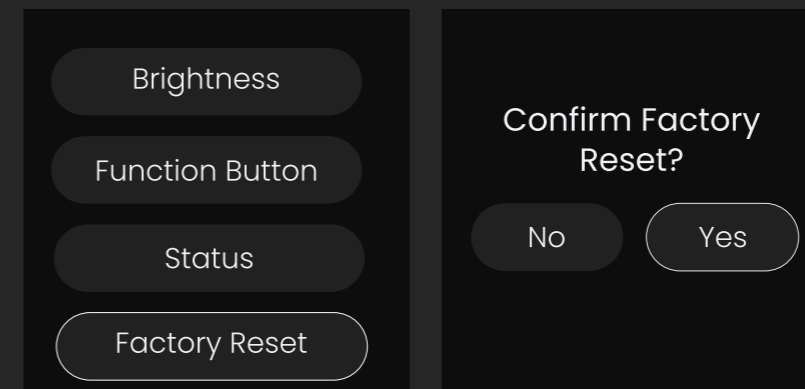 Brightness
Function Button
Status
Factory Reset
Confirm Factory
Reset?
No
Yes